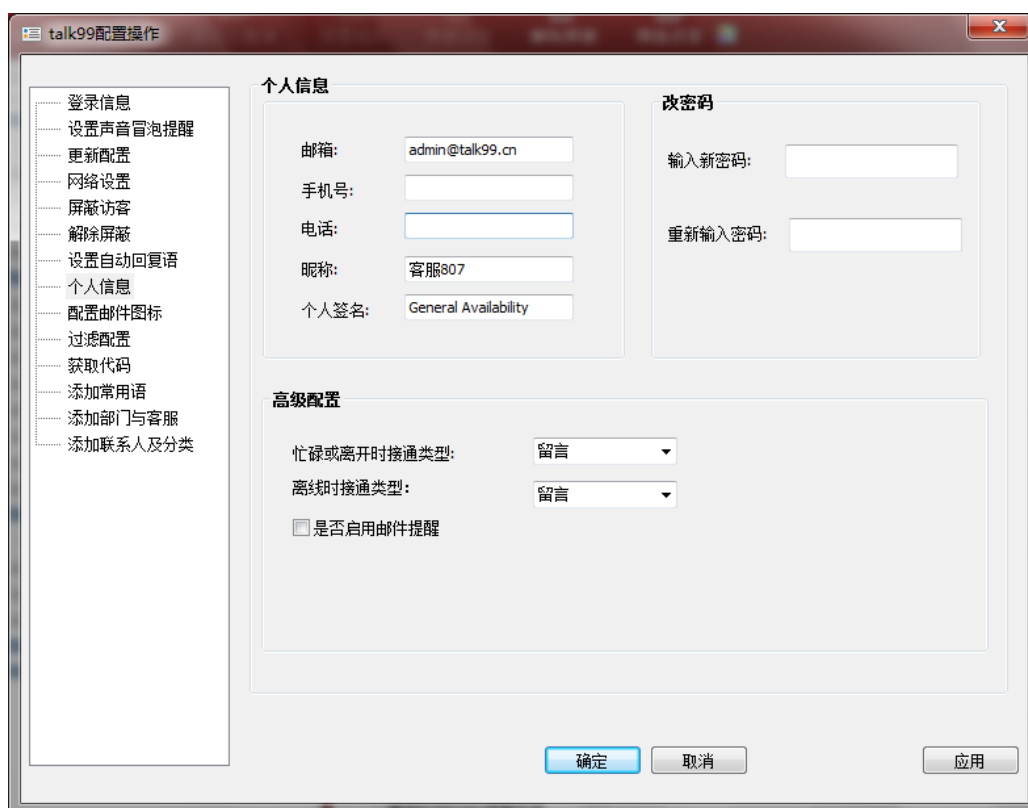 talk99配置操作
登录信息
设置声音冒泡提醒
更新配置
网络设置
屏蔽访客
解除屏蔽
设置自动回复语
个人信息
配置邮件图标
过滤配置
获取代码
添加常用语
添加部门与客服
添加联系人及分类
个人信息
邮箱: admin@talk99.cn
手机号:
电话:
昵称: 客服807
个人签名: General Availability
改密码
输入新密码:
重新输入密码:
高级配置
忙碌或离开时接通类型: 留言
离线时接通类型: 留言
是否启用邮件提醒
确定 取消 应用